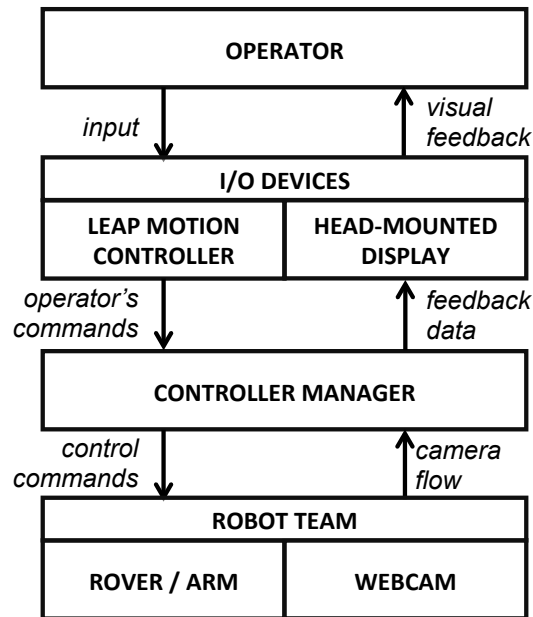 OPERATOR
input
visual
feedback
I/O DEVICES
LEAP MOTION
CONTROLLER
HEAD-MOUNTED
DISPLAY
operator's
commands
feedback
data
CONTROLLER MANAGER
control
commands
camera
flow
ROBOT TEAM
ROVER / ARM
WEBCAM